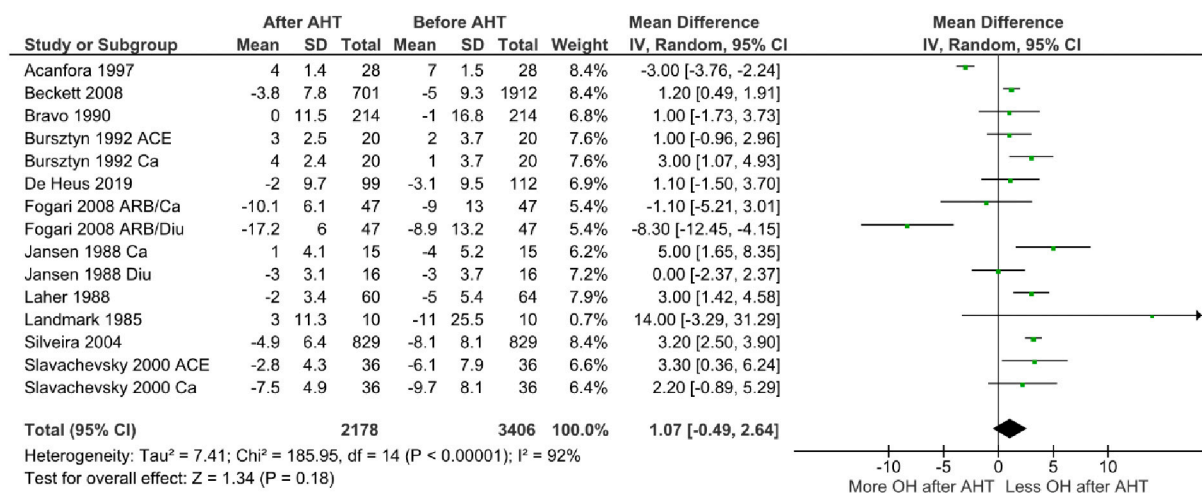 After AHT Before AHT Mean Difference Mean Difference
Study or Subgroup Mean SD Total Mean SD Total Weight IV, Random, 95% CI IV, Random, 95% CI
Acanfora 1997 4 1.4 28 7 1.5 28 8.4% -3.00 [-3.76, -2.24]
Beckett 2008 -3.8 7.8 701 -5 9.3 1912 8.4% 1.20 [0.49, 1.91]
Bravo 1990 0 11.5 214 -1 16.8 214 6.8% 1.00 [-1.73, 3.73]
Bursztyn 1992 ACE 3 2.5 20 2 3.7 20 7.6% 1.00 [-0.96, 2.96]
Bursztyn 1992 Ca 4 2.4 20 1 3.7 20 7.6% 3.00 [1.07, 4.93]
De Heus 2019 -2 9.7 99 -3.1 9.5 112 6.9% 1.10 [-1.50, 3.70]
Fogari 2008 ARB/Ca -10.1 6.1 47 -9 13 47 5.4% -1.10 [-5.21, 3.01]
Fogari 2008 ARB/Diu -17.2 6 47 -8.9 13.2 47 5.4% -8.30 [-12.45, -4.15]
Jansen 1988 Ca 1 4.1 15 -4 5.2 15 6.2% 5.00 [1.65, 8.35]
Jansen 1988 Diu -3 3.1 16 -3 3.7 16 7.2% 0.00 [-2.37, 2.37]
Laher 1988 -2 3.4 60 -5 5.4 64 7.9% 3.00 [1.42, 4.58]
Landmark 1985 3 11.3 10 -11 25.5 10 0.7% 14.00 [-3.29, 31.29]
Silveira 2004 -4.9 6.4 829 -8.1 8.1 829 8.4% 3.20 [2.50, 3.90]
Slavachevsky 2000 ACE -2.8 4.3 36 -6.1 7.9 36 6.6% 3.30 [0.36, 6.24]
Slavachevsky 2000 Ca -7.5 4.9 36 -9.7 8.1 36 6.4% 2.20 [-0.89, 5.29]
Total (95% CI) 2178 3406 100.0% 1.07 [-0.49, 2.64]
Heterogeneity: Tau² = 7.41; Chi² = 185.95, df = 14 (P < 0.00001); I² = 92%
Test for overall effect: Z = 1.34 (P = 0.18)
-10 -5 0 5 10
More OH after AHT Less OH after AHT